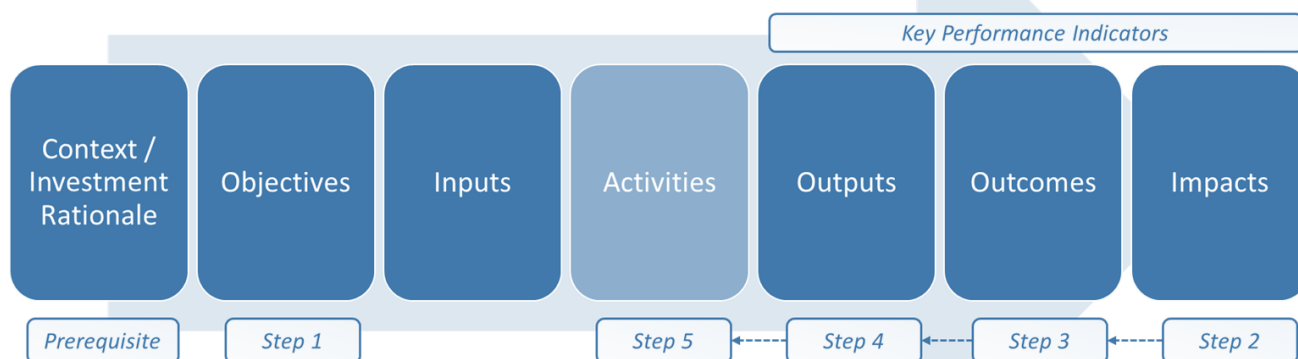 Key Performance Indicators
Context /
Investment
Rationale
Objectives
Inputs
Activities
Outputs
Outcomes
Impacts
Prerequisite
Step 1
Step 5
Step 4
Step 3
Step 2